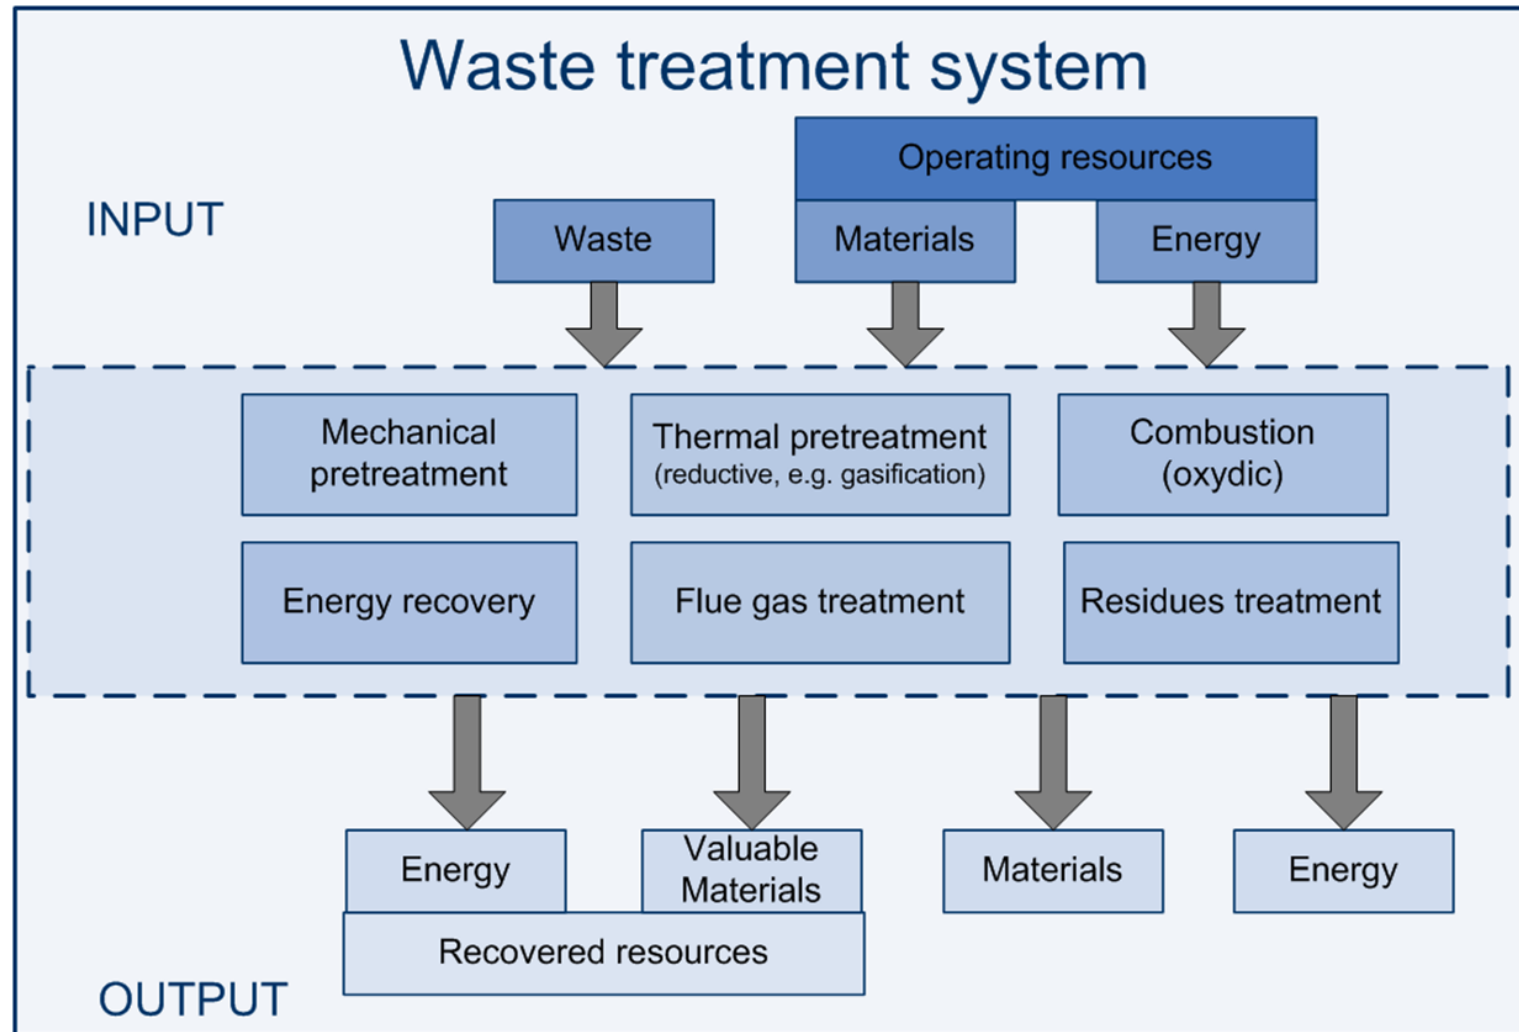 Waste treatment system
Operating resources
INPUT
Waste
Materials
Energy
Mechanical
pretreatment
Thermal pretreatment
(reductive, e.g. gasification)
Combustion
(oxydic)
Energy recovery
Flue gas treatment
Residues treatment
Energy
Valuable
Materials
Materials
Energy
Recovered resources
OUTPUT